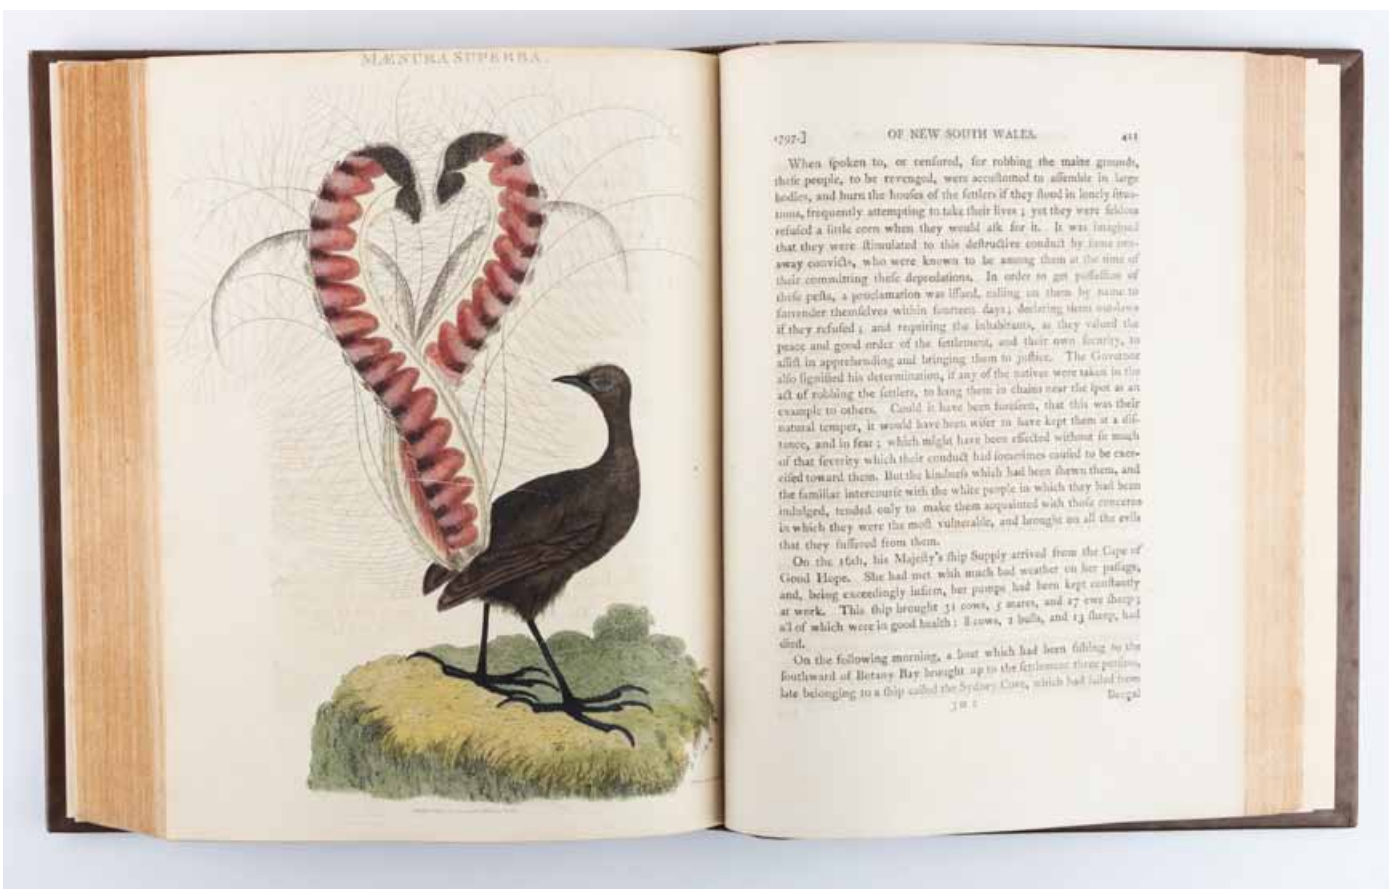 MÆNURA SUPERBA.
1797.] OF NEW SOUTH WALES. 411
When ſpoken to, or cenſured, for robbing the maize grounds,
theſe people, to be revenged, were accuſtomed to aſſemble in large
bodies, and burn the houſes of the ſettlers if they ſtood in lonely ſitua-
tions, frequently attempting to take their lives ; yet they were ſeldom
refuſed a little corn when they would aſk for it. It was imagined
that they were ſtimulated to this deſtructive conduct by ſome run-
away convicts, who were known to be among them at the time of
their committing theſe depredations. In order to get poſſeſſion of
theſe peſts, a proclamation was iſſued, calling on them by name to
ſurrender themſelves within fourteen days ; declaring them outlaws
if they refuſed ; and requiring the inhabitants, as they valued the
peace and good order of the ſettlement, and their own ſecurity, to
aſſiſt in apprehending and bringing them to juſtice. The Governor
alſo ſignified his determination, if any of the natives were taken in the
act of robbing the ſettlers, to hang them in chains near the ſpot as an
example to others. Could it have been foreſeen, that this was their
natural temper, it would have been wiſer to have kept them at a diſ-
tance, and in fear ; which might have been effected without ſo much
of that ſeverity which their conduct had ſometimes cauſed to be exer-
ciſed toward them. But the kindneſs which had been ſhewn them, and
the familiar intercourſe with the white people in which they had been
indulged, tended only to make them acquainted with thoſe concerns
in which they were the moſt vulnerable, and brought on all the evils
that they ſuffered from them.
On the 16th, his Majeſty's ſhip Supply arrived from the Cape of
Good Hope. She had met with much bad weather on her paſſage,
and, being exceedingly infirm, her pumps had been kept conſtantly
at work. This ſhip brought 31 cows, 5 mares, and 27 ewe ſheep ;
all of which were in good health : 8 cows, 2 bulls, and 13 ſheep, had
died.
On the following morning, a boat which had been fiſhing to the
ſouthward of Botany Bay brought up to the ſettlement three perſons,
late belonging to a ſhip called the Sydney Cove, which had ſailed from
Bengal